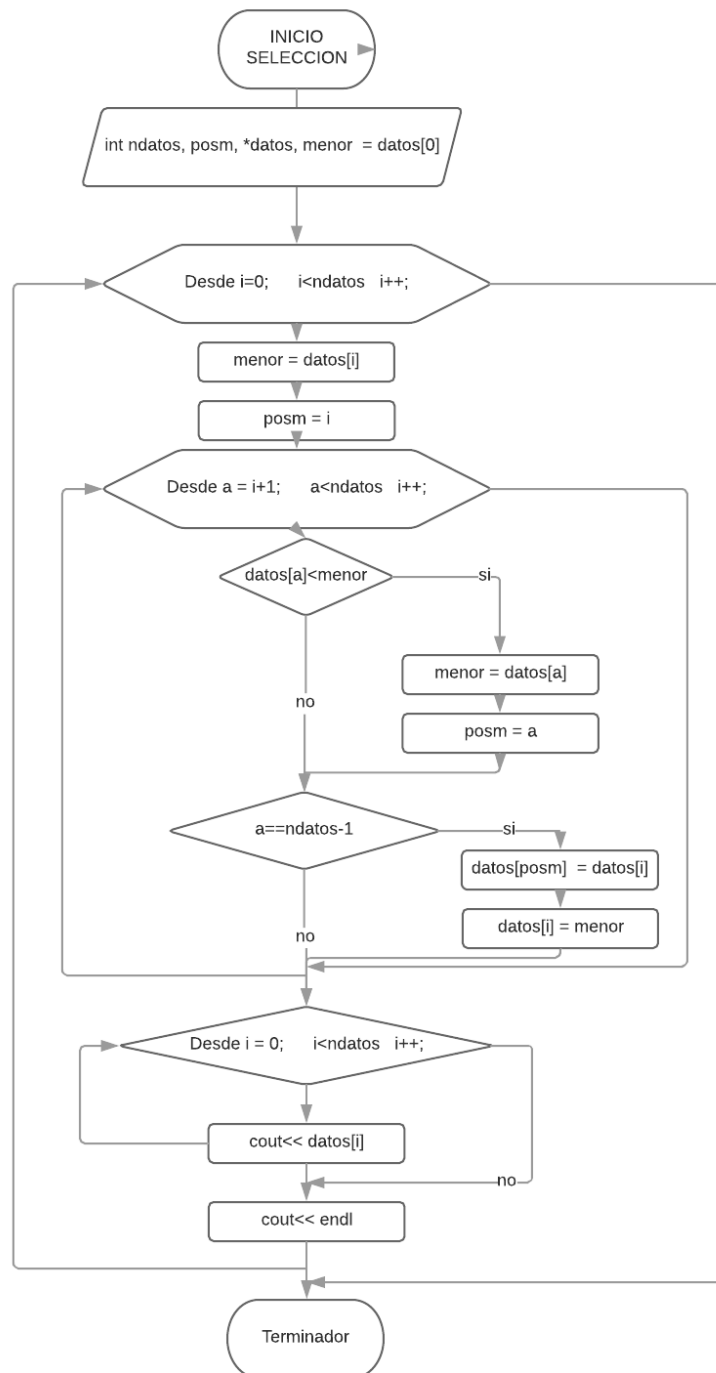 INICIO
SELECCION
int ndatos, posm, *datos, menor = datos[0]
Desde i=0; i<ndatos i++;
menor = datos[i]
posm = i
Desde a = i+1; a<ndatos i++;
datos[a]<menor
si
menor = datos[a]
no
posm = a
a==ndatos-1
si
datos[posm] = datos[i]
datos[i] = menor
no
Desde i = 0; i<ndatos i++;
cout<< datos[i]
no
cout<< endl
Terminador